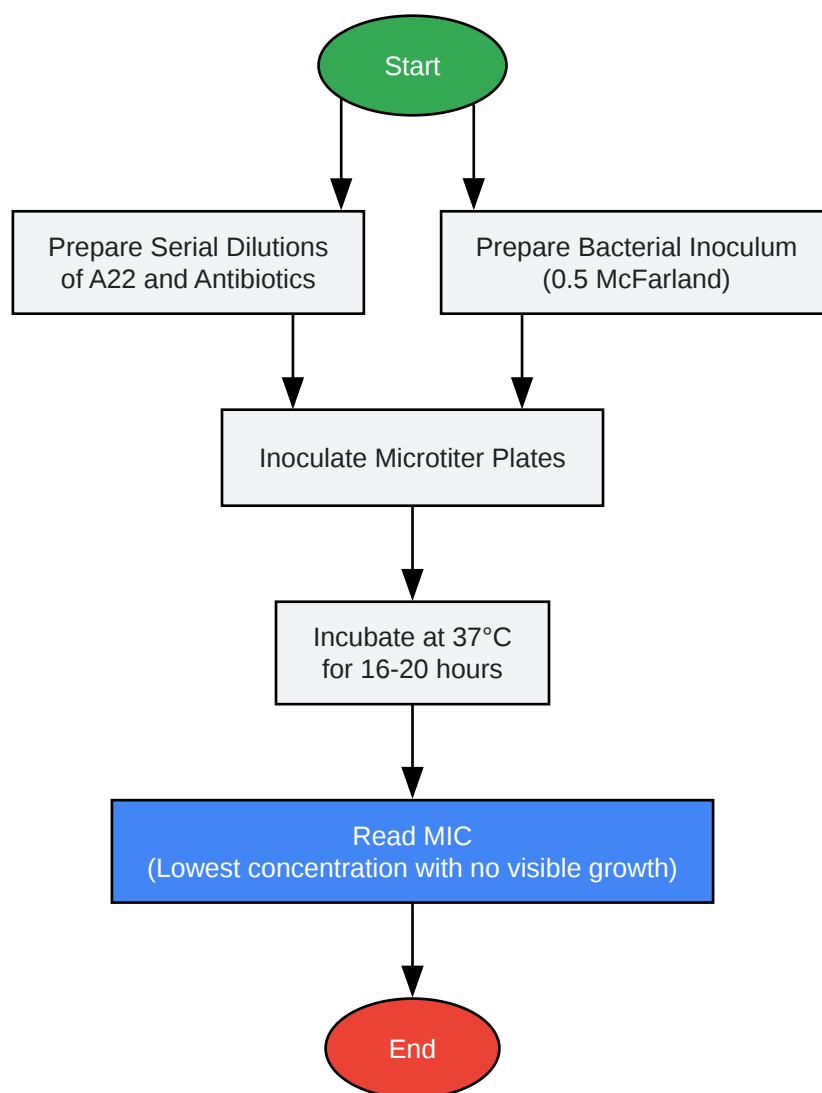 Start
Prepare Serial Dilutions
of A22 and Antibiotics
Prepare Bacterial Inoculum
(0.5 McFarland)
Inoculate Microtiter Plates
Incubate at 37°C
for 16-20 hours
Read MIC
(Lowest concentration with no visible growth)
End